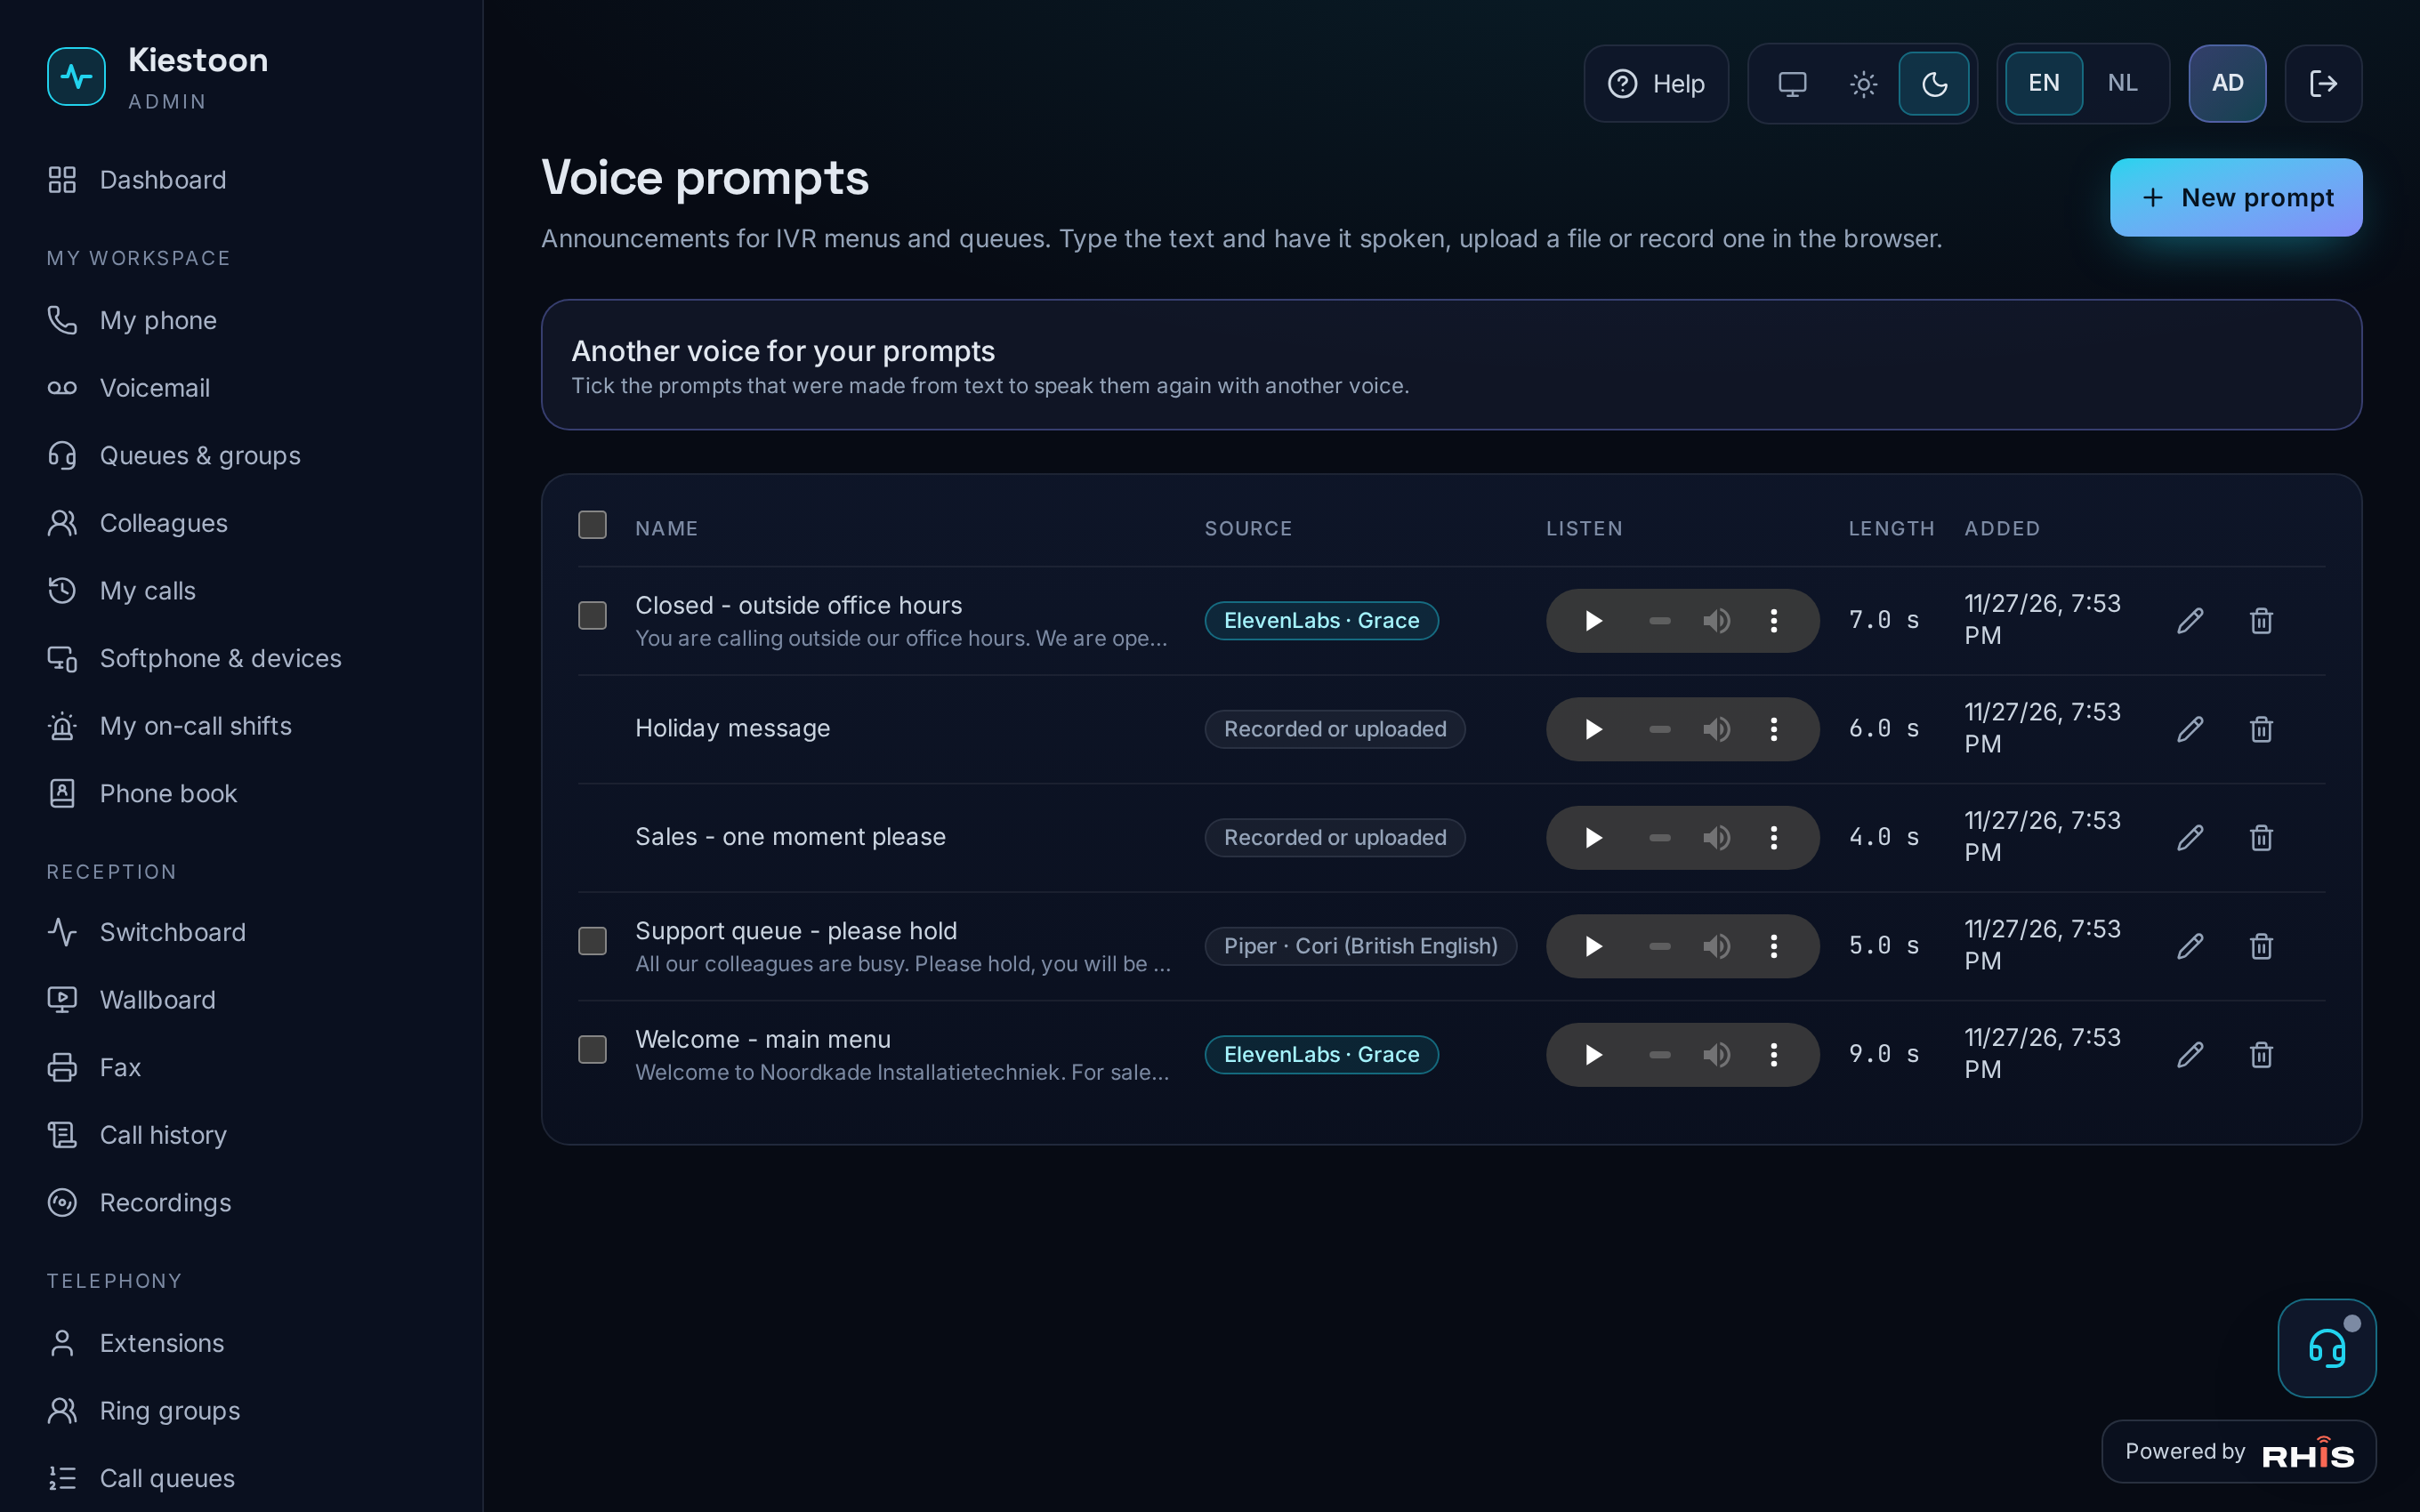 Kiestoon
ADMIN
Dashboard
MY WORKSPACE
My phone
Voicemail
Queues & groups
Colleagues
My calls
Softphone & devices
My on-call shifts
Phone book
RECEPTION
Switchboard
Wallboard
Fax
Call history
Recordings
TELEPHONY
Extensions
Ring groups
Call queues
Help
EN NL
AD
Voice prompts
Announcements for IVR menus and queues. Type the text and have it spoken, upload a file or record one in the browser.
New prompt
Another voice for your prompts
Tick the prompts that were made from text to speak them again with another voice.
NAME SOURCE LISTEN LENGTH ADDED
Closed - outside office hours
You are calling outside our office hours. We are ope...
ElevenLabs · Grace
7.0 s
11/27/26, 7:53
PM
Holiday message
Recorded or uploaded
6.0 s
11/27/26, 7:53
PM
Sales - one moment please
Recorded or uploaded
4.0 s
11/27/26, 7:53
PM
Support queue - please hold
All our colleagues are busy. Please hold, you will be ...
Piper · Cori (British English)
5.0 s
11/27/26, 7:53
PM
Welcome - main menu
Welcome to Noordkade Installatietechniek. For sale...
ElevenLabs · Grace
9.0 s
11/27/26, 7:53
PM
Powered by RHiS